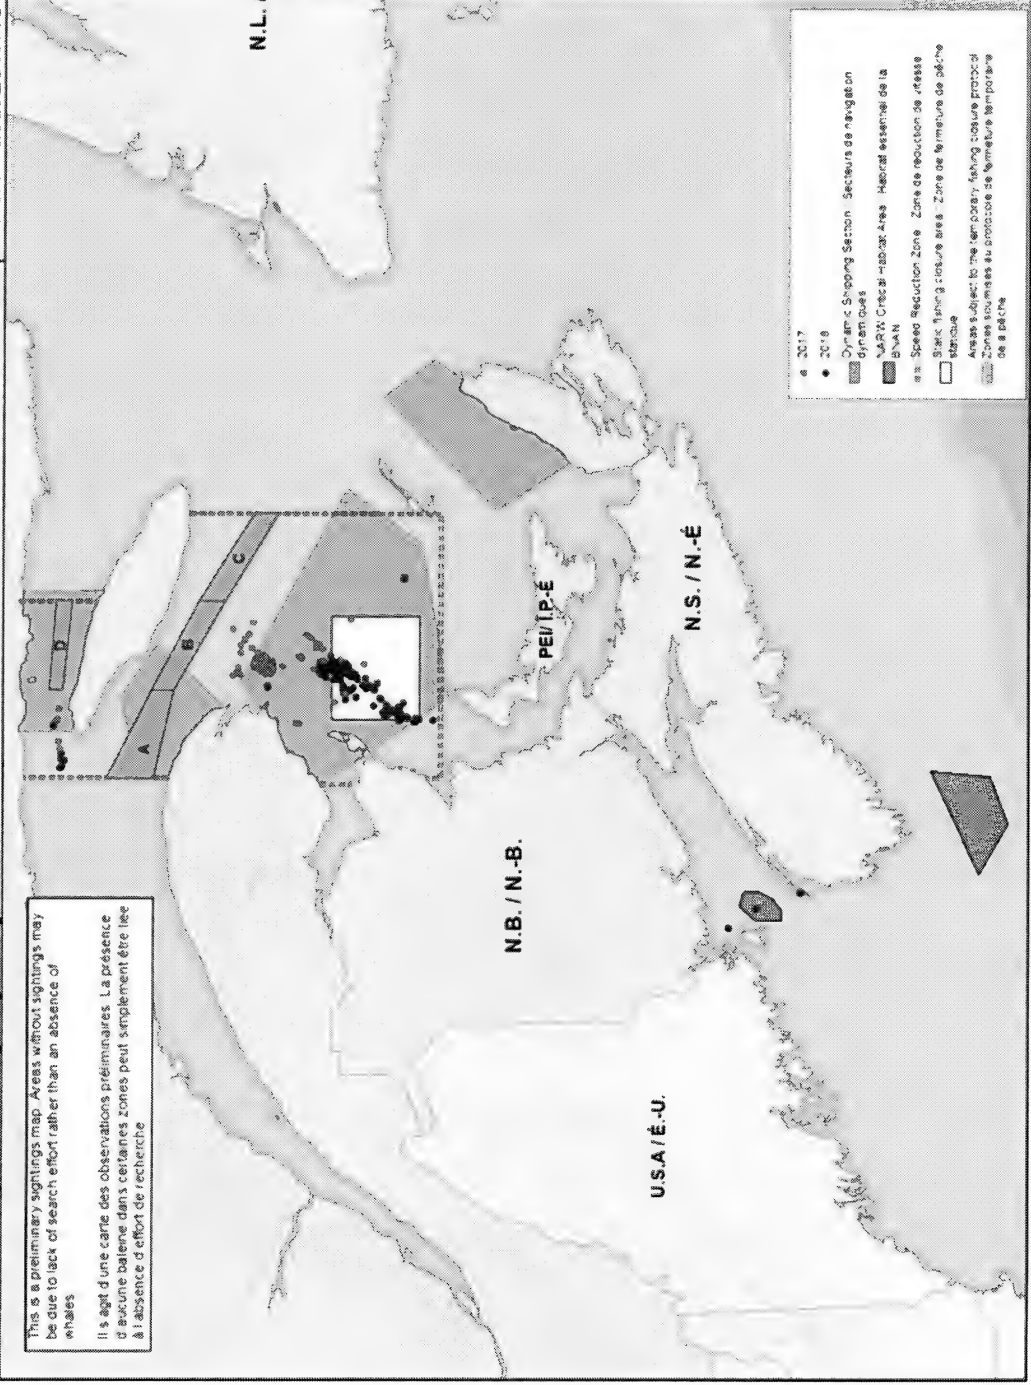 This is a preliminary sightings map. Areas without sightings may
be due to lack of search effort rather than an absence of
whales
Il s agit d une carte des observations préliminaires. La présence
d aucune baleine dans certaines zones peut simplement être liée
à l absence d effort de recherche
N.L.
A
B
C
D
PEI/ Î.P.-É
N.S. / N.-É
N.B. / N.-B.
U.S.A / É.-U.
2017
2018
Dynamic Shipping Section Secteurs de navigation
dynamiques
NARW Critical Habitat Area Habitat essentiel de la
BNAN
Speed Reduction Zone Zone de réduction de vitesse
Static fishing closure area Zone de fermeture de pêche
statique
Areas subject to the temporary fishing closure protocol
Zones soumises au protocole de fermeture temporaire
de la pêche